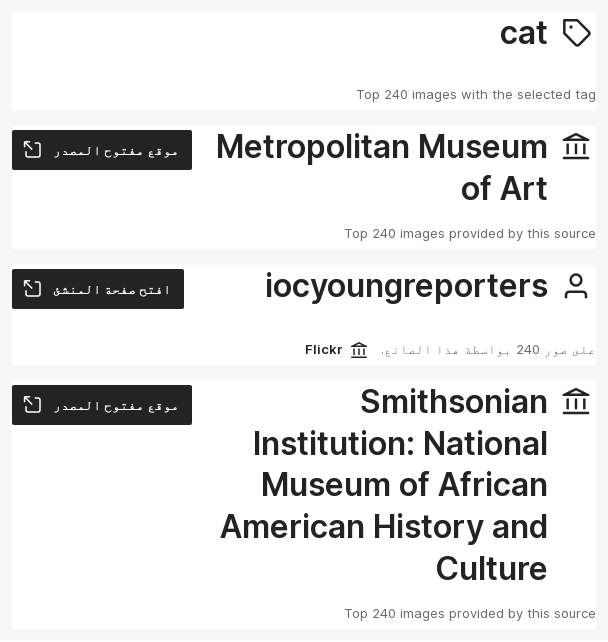 cat
Top 240 images with the selected tag
Metropolitan Museum
of Art
موقع مفتوح المصدر
Top 240 images provided by this source
iocyoungreporters
افتح صفحة المنشئ
على صور 240 بواسطة هذا الصانع.
Flickr
Smithsonian
Institution: National
Museum of African
American History and
Culture
موقع مفتوح المصدر
Top 240 images provided by this source